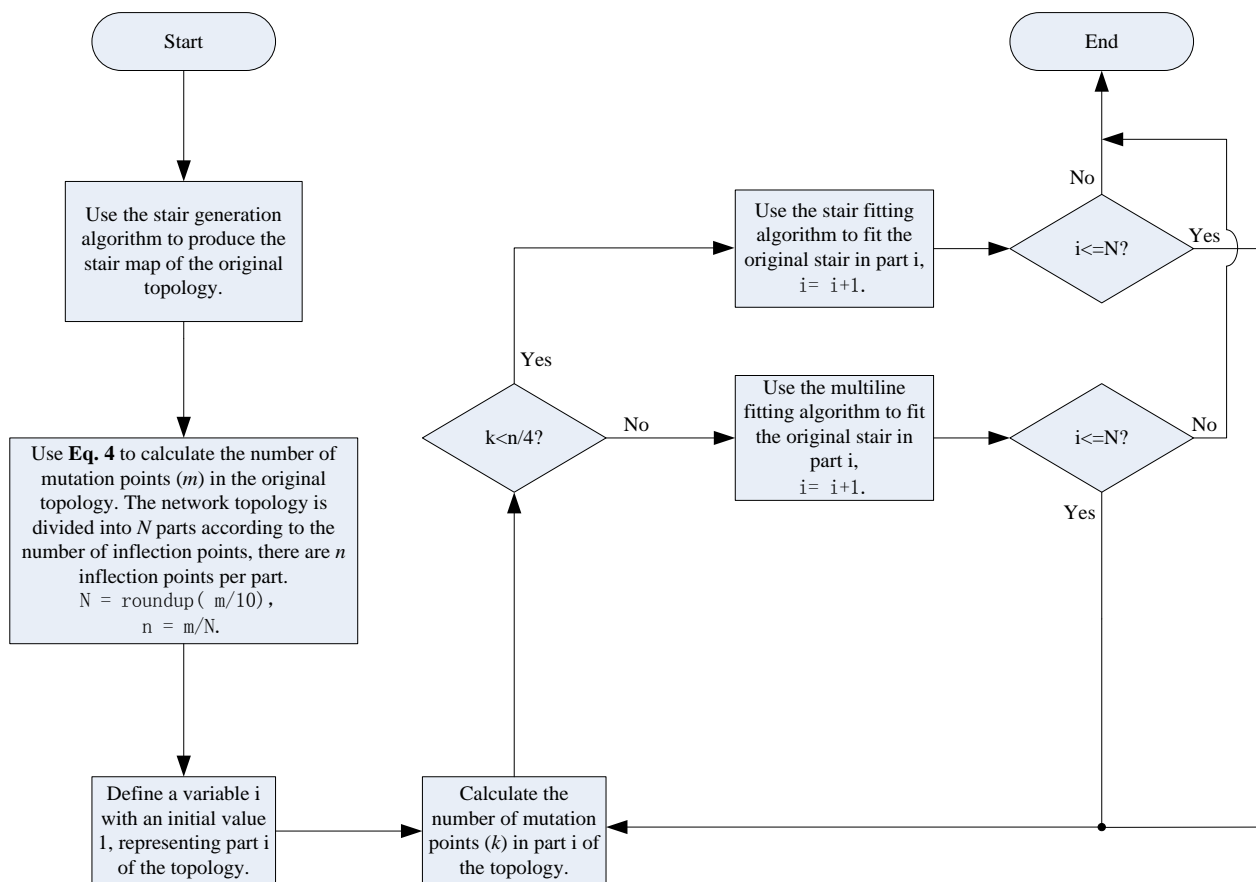 Start
Use the stair generation
algorithm to produce the
stair map of the original
topology.
Use Eq. 4 to calculate the number of
mutation points (m) in the original
topology. The network topology is
divided into N parts according to the
number of inflection points, there are n
inflection points per part.
N = roundup( m/10),
n = m/N.
Define a variable i
with an initial value
1, representing part i
of the topology.
Calculate the
number of mutation
points (k) in part i of
the topology.
k<n/4?
Yes
No
Use the stair fitting
algorithm to fit the
original stair in part i,
i= i+1.
Use the multiline
fitting algorithm to fit
the original stair in
part i,
i= i+1.
End
No
i<=N?
Yes
i<=N?
No
Yes